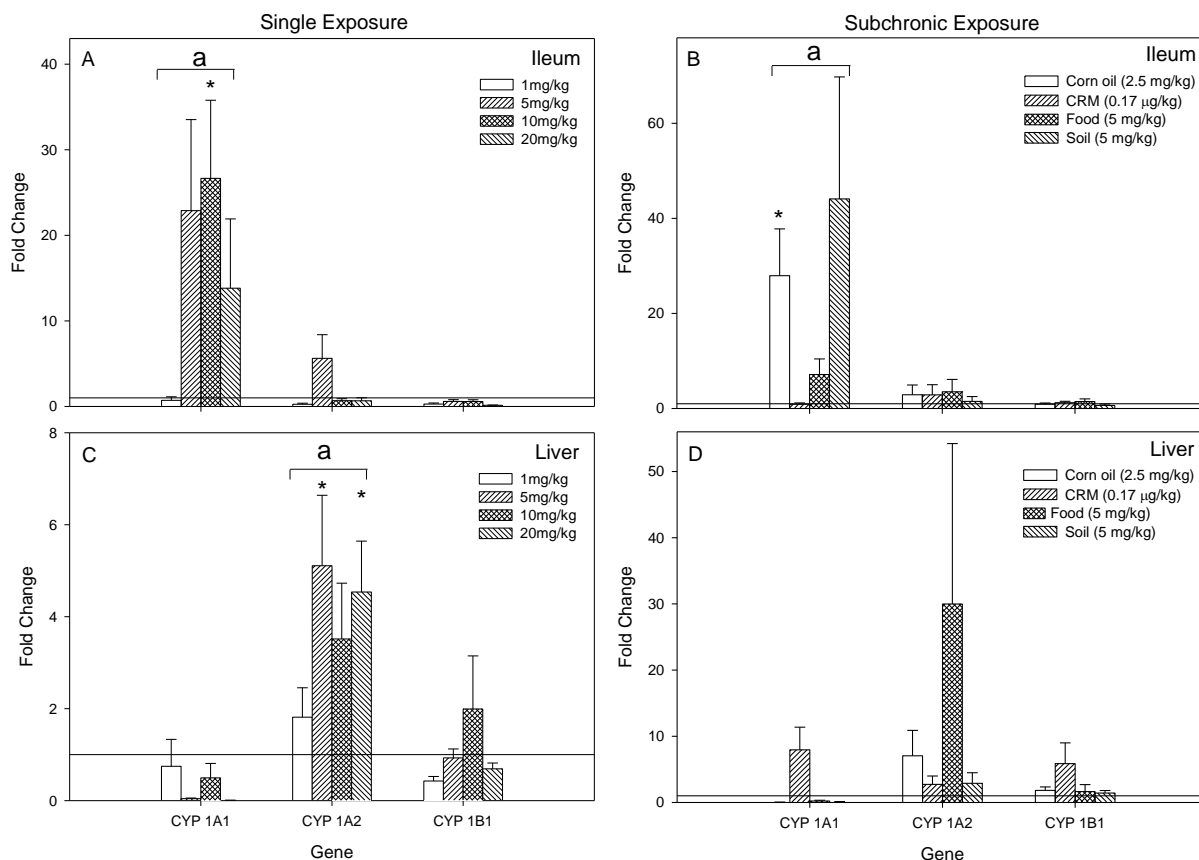 Single Exposure
Subchronic Exposure
A
a
*
Ileum
1mg/kg
5mg/kg
10mg/kg
20mg/kg
Fold Change
40
30
20
10
0
B
a
*
Ileum
Corn oil (2.5 mg/kg)
CRM (0.17 μg/kg)
Food (5 mg/kg)
Soil (5 mg/kg)
Fold Change
60
40
20
0
C
a
*
*
Liver
1mg/kg
5mg/kg
10mg/kg
20mg/kg
Fold Change
8
6
4
2
0
CYP 1A1
CYP 1A2
CYP 1B1
Gene
D
Liver
Corn oil (2.5 mg/kg)
CRM (0.17 μg/kg)
Food (5 mg/kg)
Soil (5 mg/kg)
Fold Change
50
40
30
20
10
0
CYP 1A1
CYP 1A2
CYP 1B1
Gene